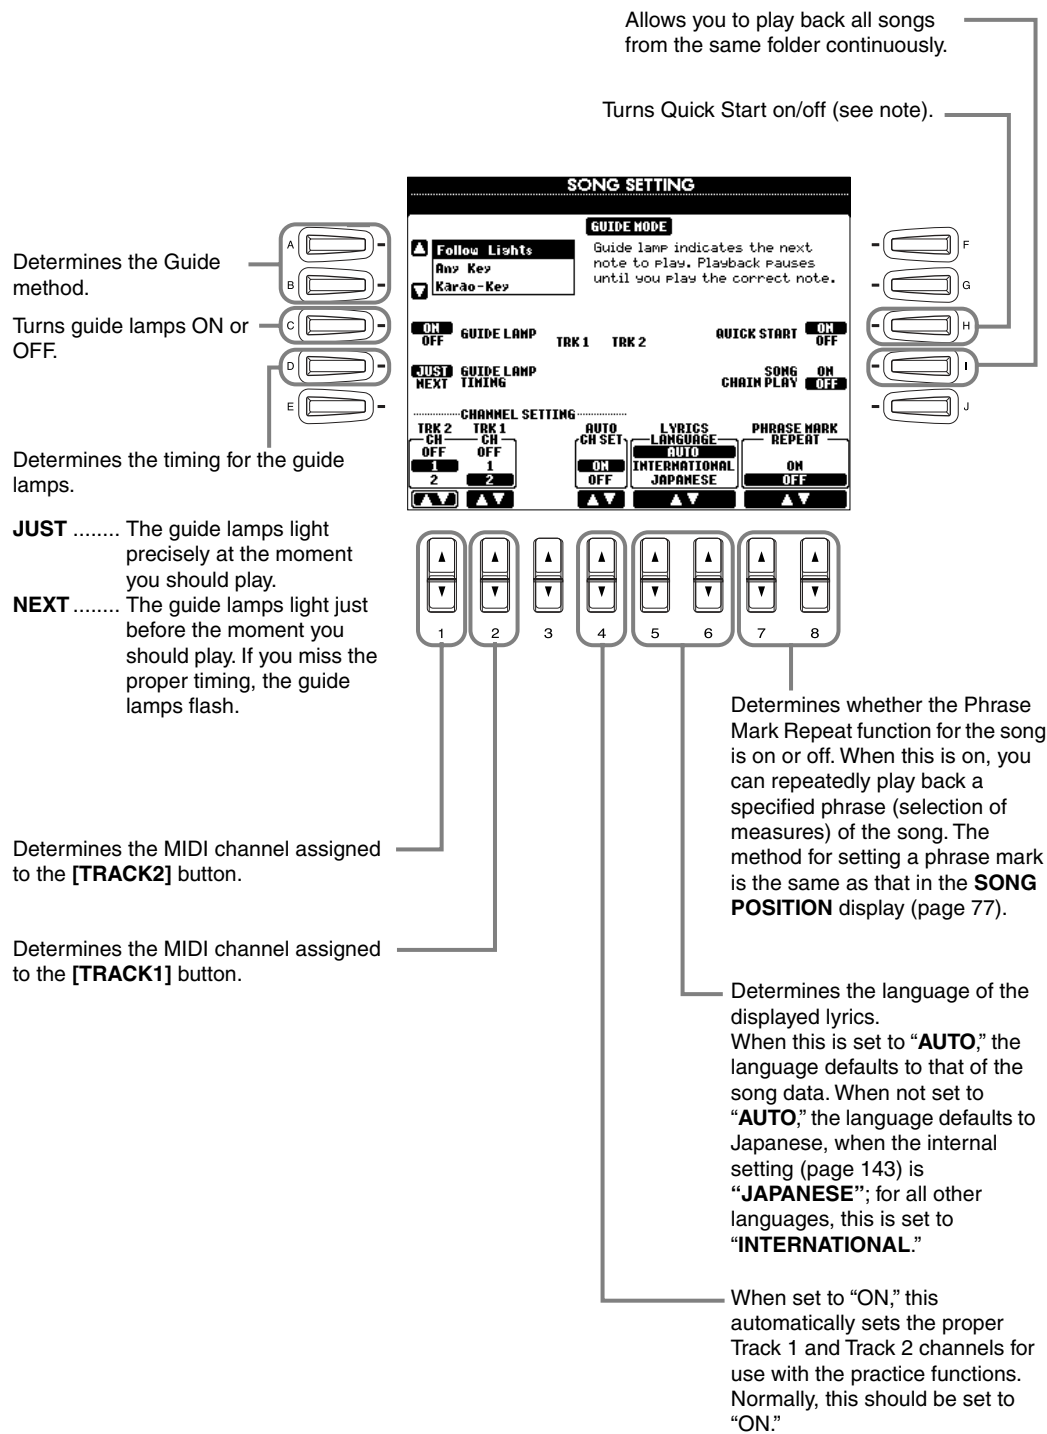 Allows you to play back all songs
from the same folder continuously.
Turns Quick Start on/off (see note).
SONG SETTING
GUIDE MODE
Follow Lights
Any Key
Karao-Key
Guide lamp indicates the next
note to play. Playback pauses
until you play the correct note.
A
B
C
D
E
F
G
H
I
J
Determines the Guide
method.
Turns guide lamps ON or
OFF.
ON
OFF
GUIDE LAMP
TRK 1 TRK 2
QUICK START
ON
OFF
JUST
NEXT
GUIDE LAMP
TIMING
SONG
CHAIN PLAY
ON
OFF
CHANNEL SETTING
TRK 2
CH
OFF
1
2
TRK 1
CH
OFF
1
2
AUTO
CH SET
ON
OFF
LYRICS
LANGUAGE
AUTO
INTERNATIONAL
JAPANESE
PHRASE MARK
REPEAT
ON
OFF
1 2 3 4 5 6 7 8
Determines the timing for the guide
lamps.
JUST ........ The guide lamps light
precisely at the moment
you should play.
NEXT ........ The guide lamps light just
before the moment you
should play. If you miss the
proper timing, the guide
lamps flash.
Determines the MIDI channel assigned
to the [TRACK2] button.
Determines the MIDI channel assigned
to the [TRACK1] button.
Determines whether the Phrase
Mark Repeat function for the song
is on or off. When this is on, you
can repeatedly play back a
specified phrase (selection of
measures) of the song. The
method for setting a phrase mark
is the same as that in the SONG
POSITION display (page 77).
Determines the language of the
displayed lyrics.
When this is set to “AUTO,” the
language defaults to that of the
song data. When not set to
“AUTO,” the language defaults to
Japanese, when the internal
setting (page 143) is
“JAPANESE”; for all other
languages, this is set to
“INTERNATIONAL.”
When set to “ON,” this
automatically sets the proper
Track 1 and Track 2 channels for
use with the practice functions.
Normally, this should be set to
“ON.”